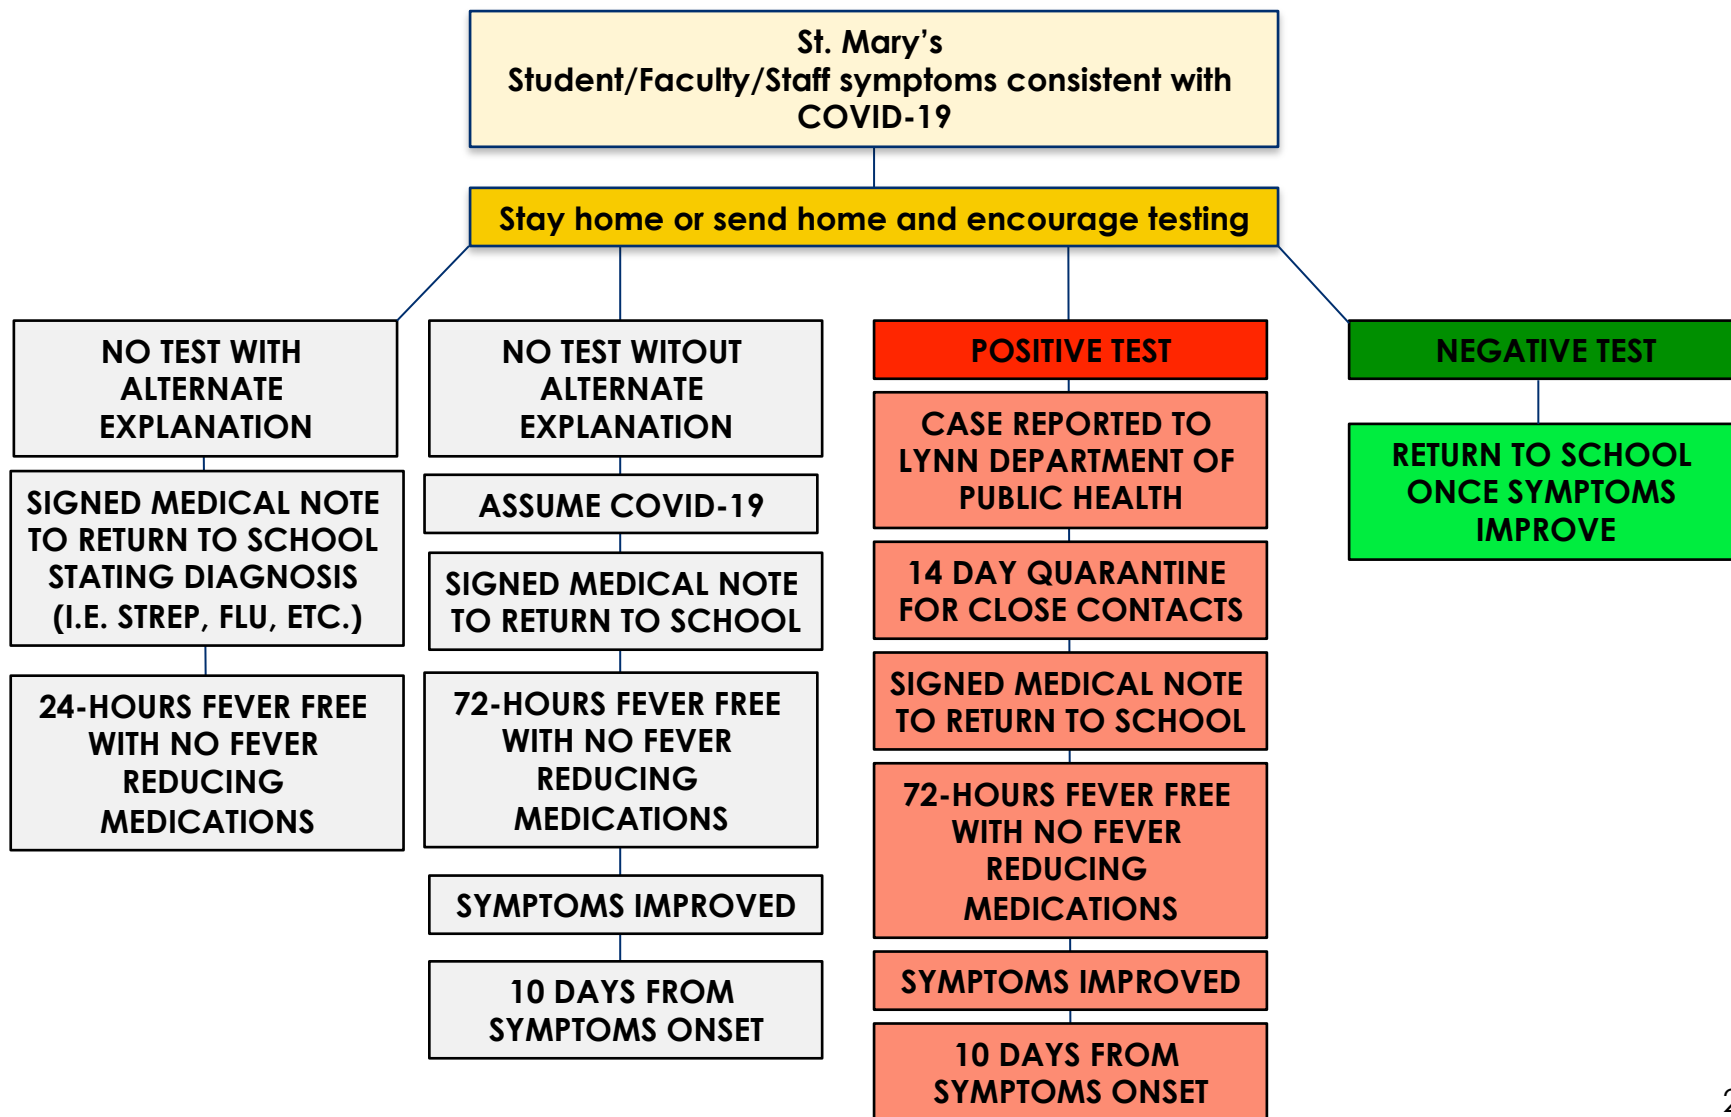 St. Mary’s
Student/Faculty/Staff symptoms consistent with
COVID-19
Stay home or send home and encourage testing
NO TEST WITH
ALTERNATE
EXPLANATION
SIGNED MEDICAL NOTE
TO RETURN TO SCHOOL
STATING DIAGNOSIS
(I.E. STREP, FLU, ETC.)
24-HOURS FEVER FREE
WITH NO FEVER
REDUCING
MEDICATIONS
NO TEST WITOUT
ALTERNATE
EXPLANATION
ASSUME COVID-19
SIGNED MEDICAL NOTE
TO RETURN TO SCHOOL
72-HOURS FEVER FREE
WITH NO FEVER
REDUCING
MEDICATIONS
SYMPTOMS IMPROVED
10 DAYS FROM
SYMPTOMS ONSET
POSITIVE TEST
CASE REPORTED TO
LYNN DEPARTMENT OF
PUBLIC HEALTH
14 DAY QUARANTINE
FOR CLOSE CONTACTS
SIGNED MEDICAL NOTE
TO RETURN TO SCHOOL
72-HOURS FEVER FREE
WITH NO FEVER
REDUCING
MEDICATIONS
SYMPTOMS IMPROVED
10 DAYS FROM
SYMPTOMS ONSET
NEGATIVE TEST
RETURN TO SCHOOL
ONCE SYMPTOMS
IMPROVE